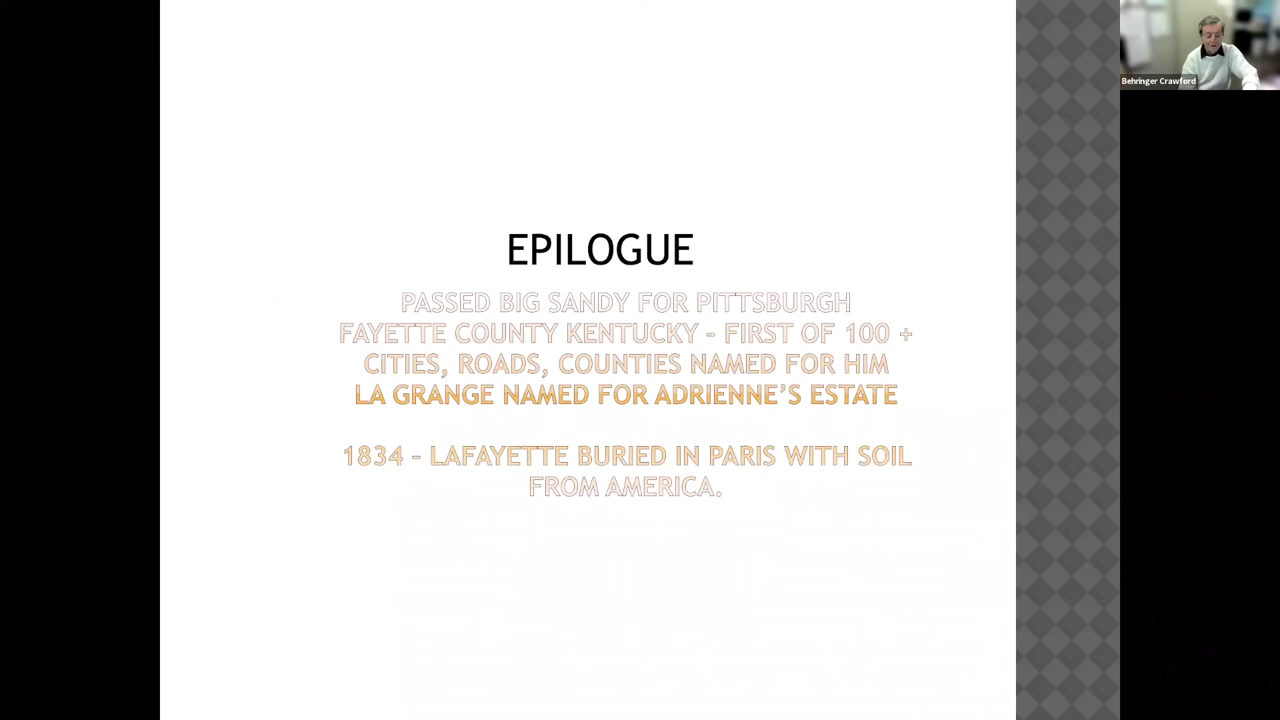 Behringer Crawford
EPILOGUE
PASSED BIG SANDY FOR PITTSBURGH
FAYETTE COUNTY KENTUCKY - FIRST OF 100 +
CITIES, ROADS, COUNTIES NAMED FOR HIM
LA GRANGE NAMED FOR ADRIENNE'S ESTATE
1834 - LAFAYETTE BURIED IN PARIS WITH SOIL
FROM AMERICA.